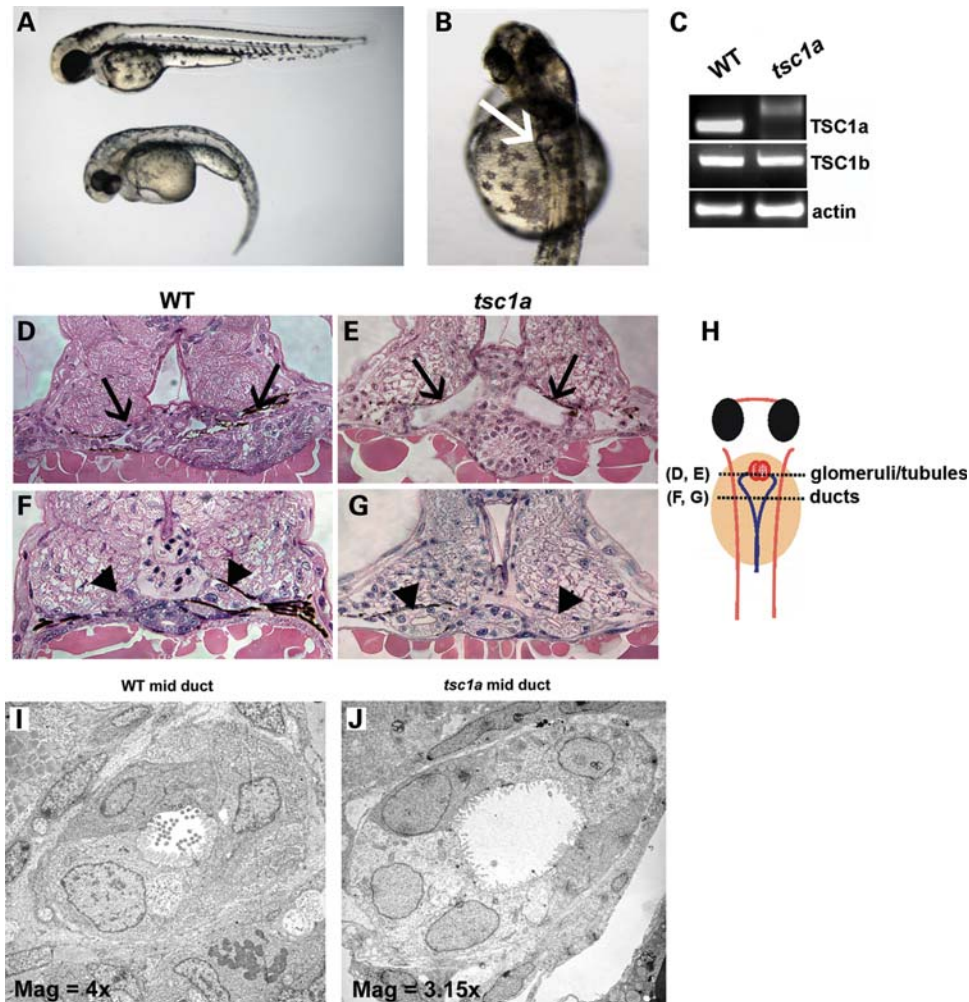 A
B
C
WT tsc1a
TSC1a
TSC1b
actin
WT
tsc1a
D
E
H
(D, E)
glomeruli/tubules
(F, G)
ducts
F
G
WT mid duct
tsc1a mid duct
I
J
Mag = 4x
Mag = 3.15x